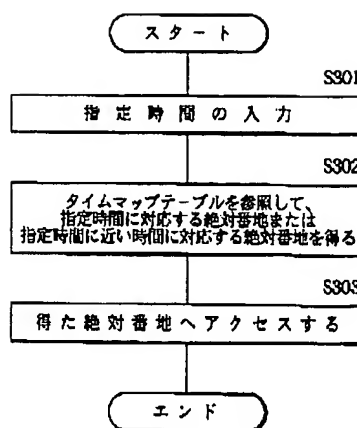 スタート
S301
指定時間の入力
S302
タイムマップテーブルを参照して、
指定時間に対応する絶対番地または
指定時間に近い時間に対応する絶対番地を得る
S303
得た絶対番地へアクセスする
エンド